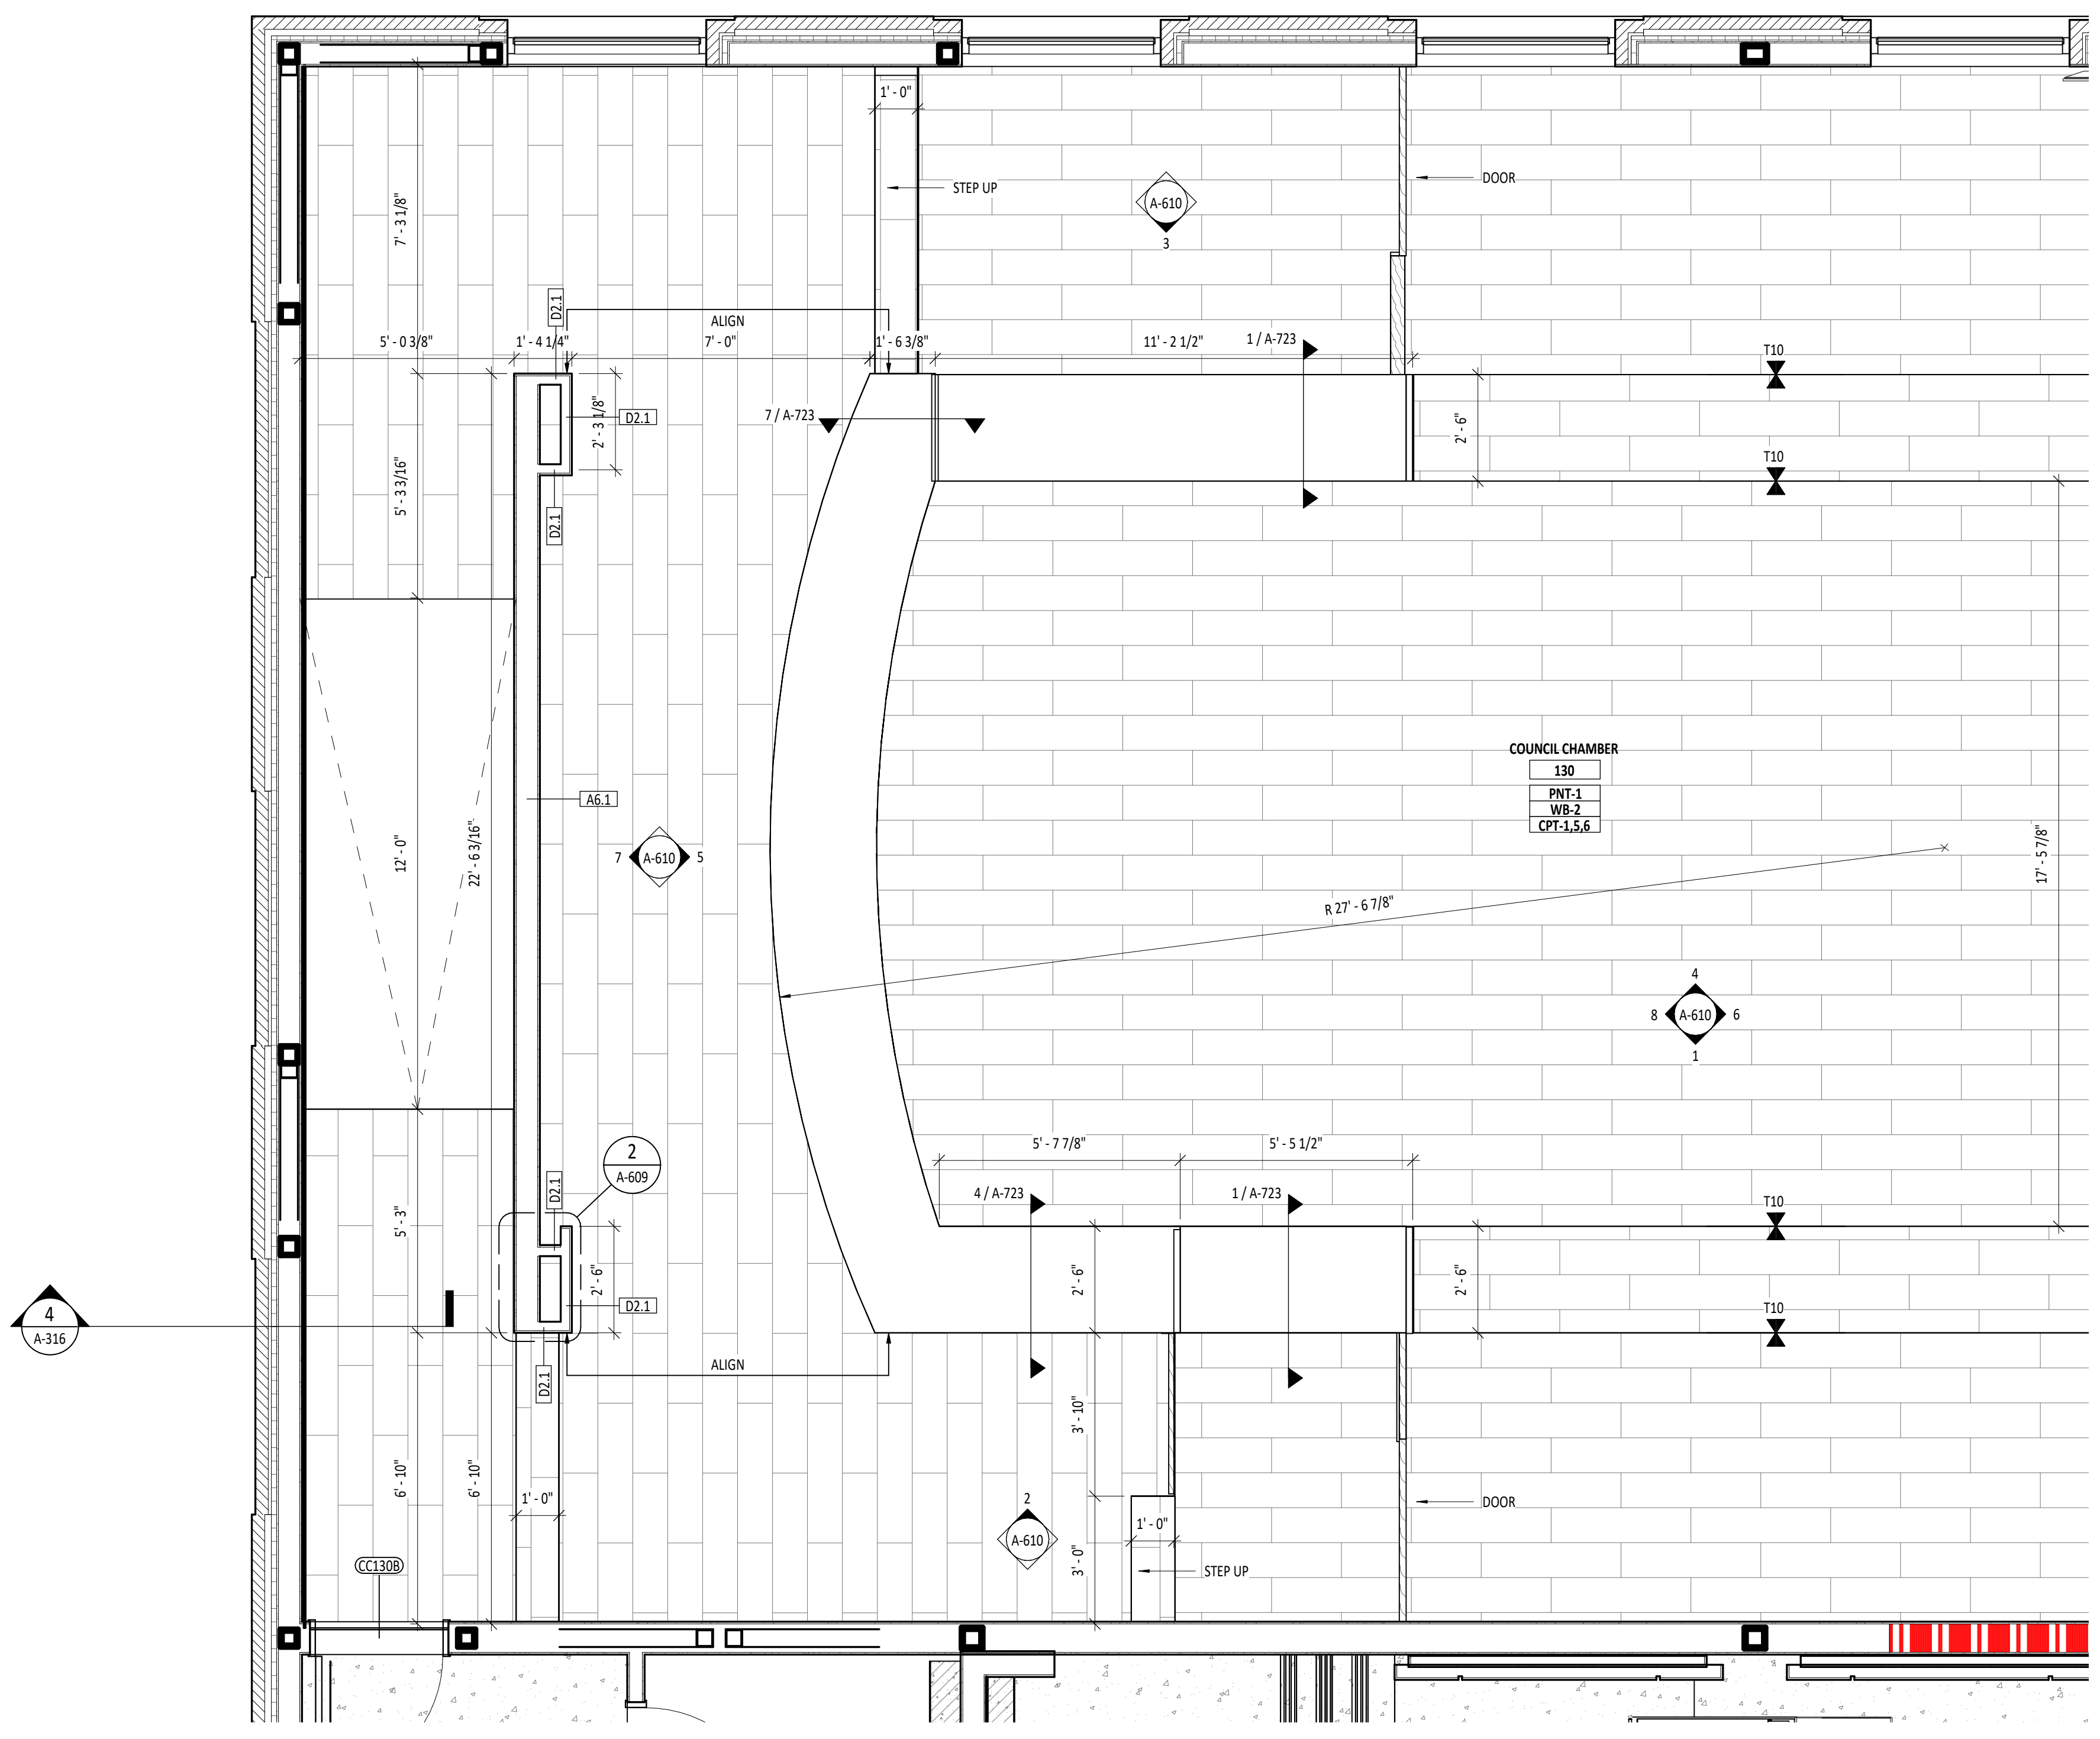 1' - 0"
STEP UP
A-610
3
DOOR
7' - 3 1/8"
D2.1
ALIGN
5' - 0 3/8"
1' - 4 1/4"
7' - 0"
1' - 6 3/8"
11' - 2 1/2"
1 / A-723
T10
2' - 3 1/8"
D2.1
7 / A-723
2' - 6"
T10
5' - 3 3/16"
D2.1
COUNCIL CHAMBER
130
PNT-1
WB-2
CPT-1,5,6
A6.1
12' - 0"
22' - 6 3/16"
7
A-610
5
17' - 5 7/8"
R 27' - 6 7/8"
4
8
A-610
6
1
2
A-609
5' - 7 7/8"
5' - 5 1/2"
D2.1
4 / A-723
1 / A-723
T10
5' - 3"
2' - 6"
D2.1
2' - 6"
2' - 6"
4
A-316
T10
ALIGN
D2.1
3' - 10"
6' - 10"
6' - 10"
1' - 0"
2
A-610
1' - 0"
DOOR
3' - 0"
STEP UP
CC130B